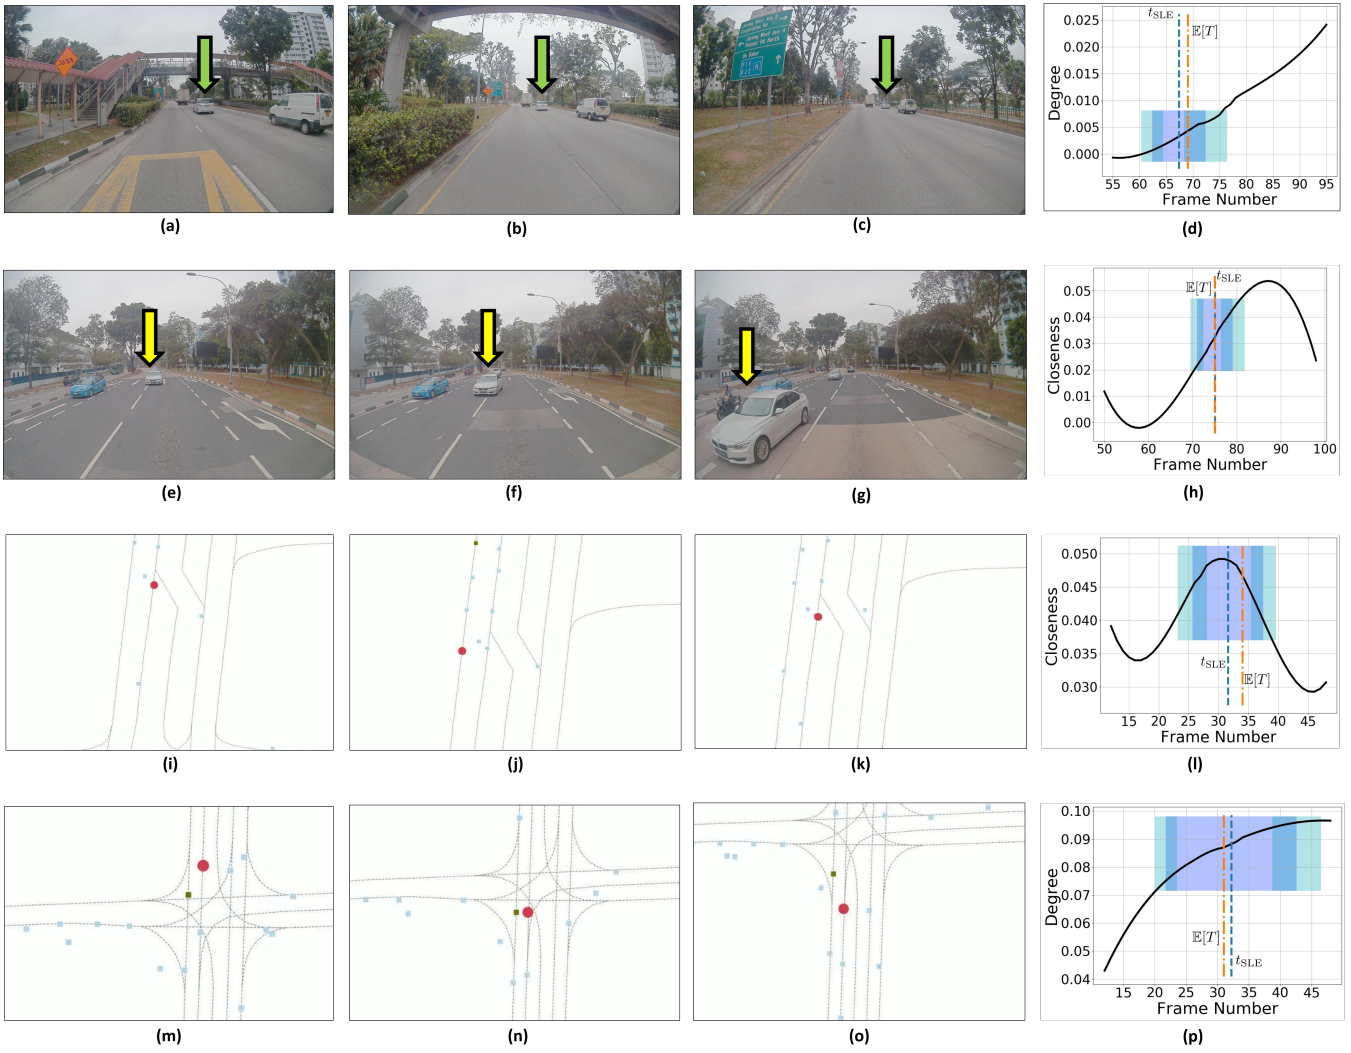 (a)
(b)
(c)
t_SLE
𝔼[T]
Degree
0.025
0.020
0.015
0.010
0.005
0.000
55 60 65 70 75 80 85 90 95
Frame Number
(d)
(e)
(f)
(g)
t_SLE
𝔼[T]
Closeness
0.05
0.04
0.03
0.02
0.01
0.00
50 60 70 80 90 100
Frame Number
(h)
(i)
(j)
(k)
Closeness
0.050
0.045
0.040
0.035
0.030
t_SLE
𝔼[T]
15 20 25 30 35 40 45
Frame Number
(l)
(m)
(n)
(o)
Degree
0.10
0.09
0.08
0.07
0.06
0.05
0.04
𝔼[T]
t_SLE
15 20 25 30 35 40 45
Frame Number
(p)